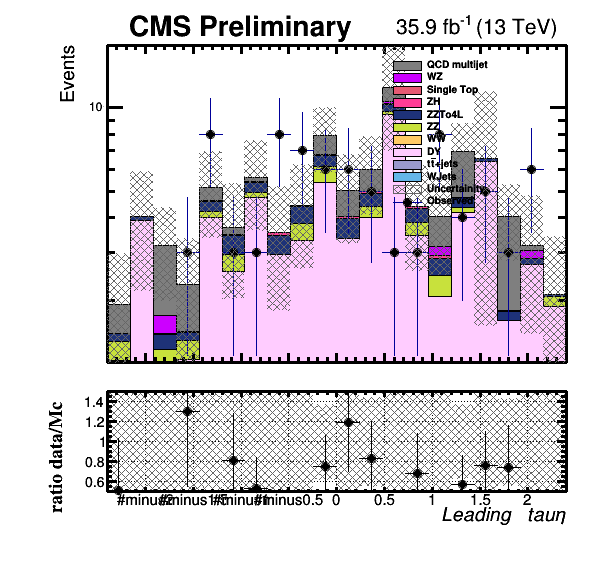 CMS Preliminary
35.9 fb-1 (13 TeV)
Events
10
QCD multijet
WZ
Single Top
ZH
ZZTo4L
ZZ
WW
DY
tt+jets
WJets
Uncertainity
Observed
ratio data/Mc
1.4
1.2
1
0.8
0.6
#minus2
#minus1.5
#minus1
#minus0.5
0
0.5
1
1.5
2
Leading tauη